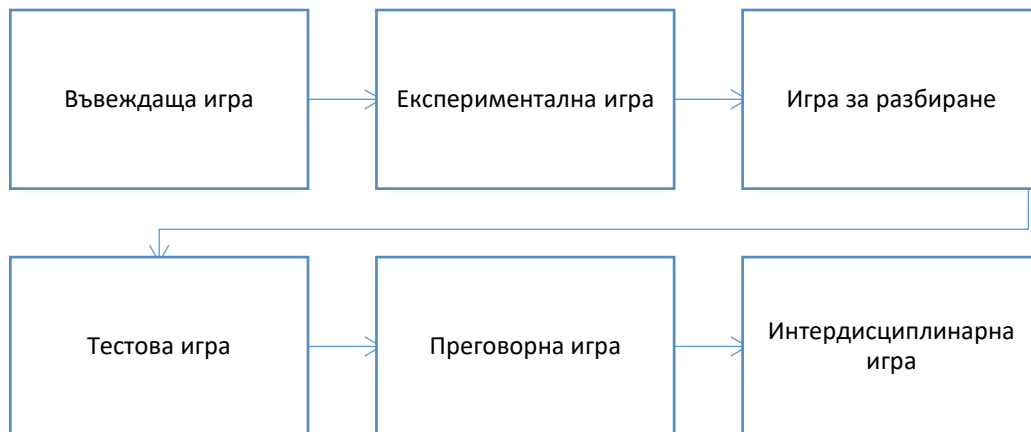 Въвеждаща игра
Експериментална игра
Игра за разбиране
Тестова игра
Преговорна игра
Интердисциплинарна
игра